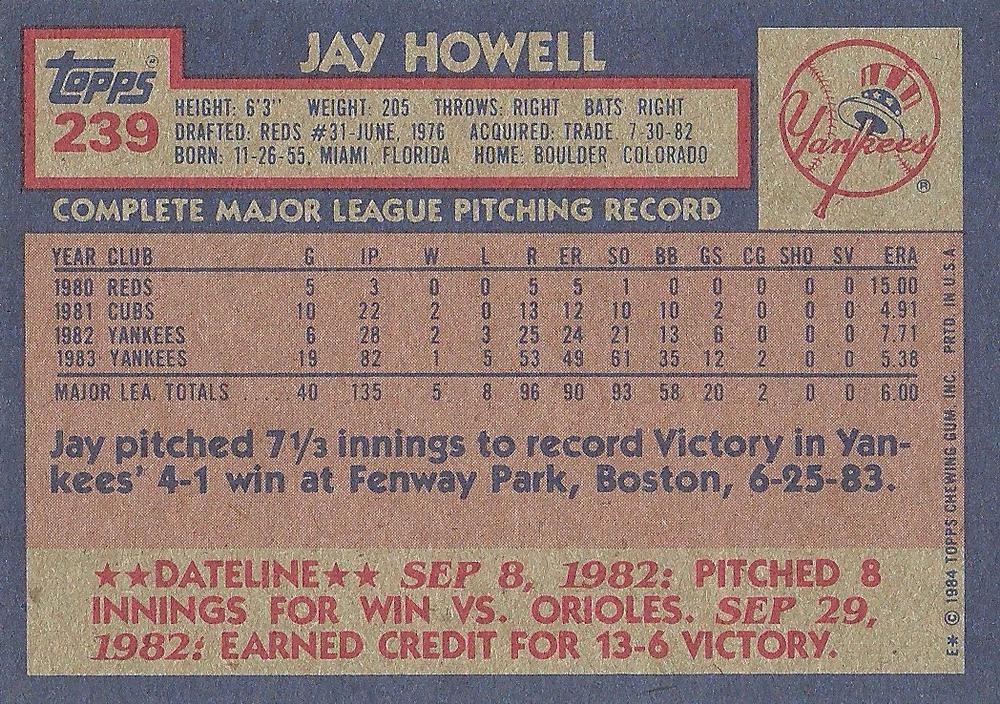 JAY HOWELL
Topps®
239
HEIGHT: 6'3" WEIGHT: 205 THROWS: RIGHT BATS: RIGHT
DRAFTED: REDS #31-JUNE, 1976 ACQUIRED: TRADE, 7-30-82
BORN: 11-26-55, MIAMI, FLORIDA HOME: BOULDER, COLORADO
Yankees ®
COMPLETE MAJOR LEAGUE PITCHING RECORD
YEAR CLUB G IP W L R ER SO BB GS CG SHO SV ERA
1980 REDS 5 3 0 0 5 5 1 0 0 0 0 0 15.00
1981 CUBS 10 22 2 0 13 12 10 10 2 0 0 0 4.91
1982 YANKEES 6 28 2 3 25 24 21 13 6 0 0 0 7.71
1983 YANKEES 19 82 1 5 53 49 61 35 12 2 0 0 5.38
MAJOR LEA. TOTALS 40 135 5 8 96 90 93 58 20 2 0 0 6.00
Jay pitched 7 1/3 innings to record Victory in Yan-
kees' 4-1 win at Fenway Park, Boston, 6-25-83.
★★DATELINE★★ SEP 8, 1982: PITCHED 8
INNINGS FOR WIN VS. ORIOLES. SEP 29,
1982: EARNED CREDIT FOR 13-6 VICTORY.
E* © 1984 TOPPS CHEWING GUM, INC. PRTD. IN U.S.A.